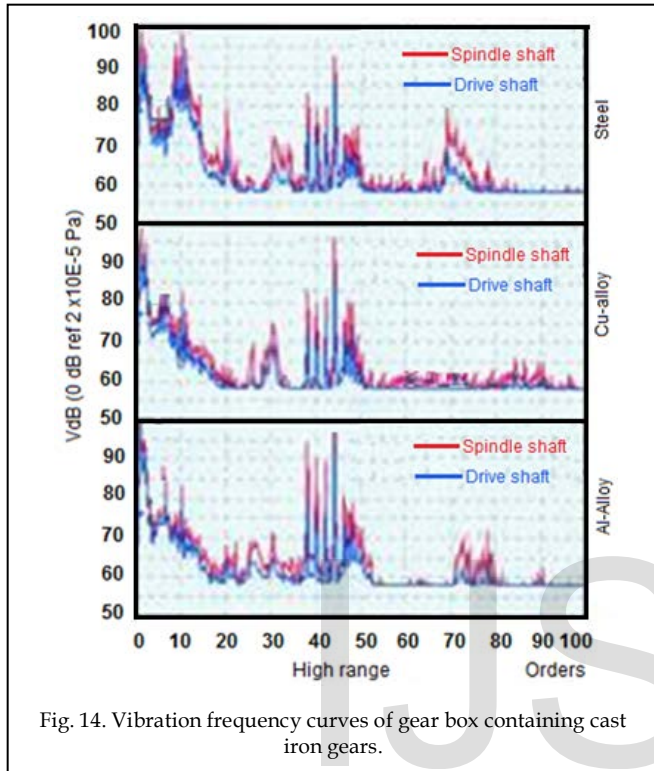 100
90
80
70
60
50
Spindle shaft
Drive shaft
Steel
90
80
70
60
50
Spindle shaft
Drive shaft
Cu-alloy
90
80
70
60
50
Spindle shaft
Drive shaft
Al-Alloy
VdB (0 dB ref 2 x10E-5 Pa)
0 10 20 30 40 50 60 70 80 90 100
High range Orders
IJS
Fig. 14. Vibration frequency curves of gear box containing cast
iron gears.